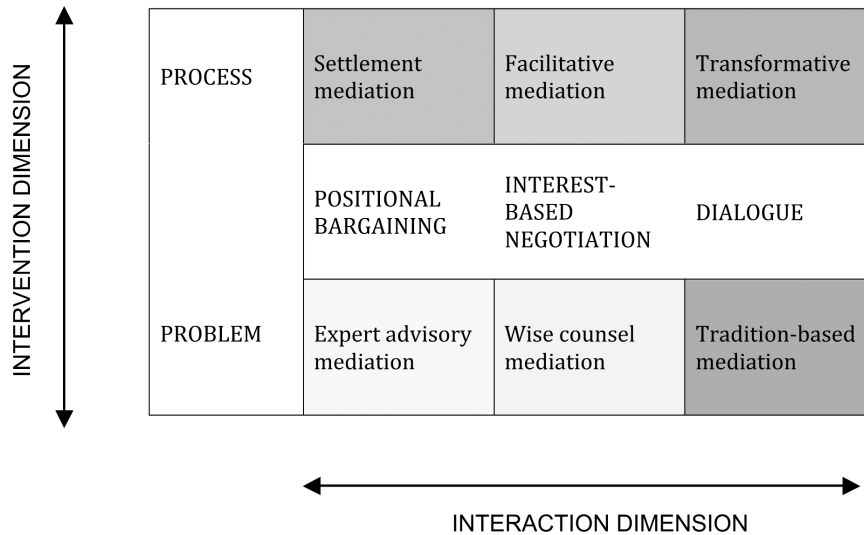 INTERVENTION DIMENSION
PROCESS
Settlement
mediation
Facilitative
mediation
Transformative
mediation
POSITIONAL
BARGAINING
INTEREST-
BASED
NEGOTIATION
DIALOGUE
PROBLEM
Expert advisory
mediation
Wise counsel
mediation
Tradition-based
mediation
INTERACTION DIMENSION